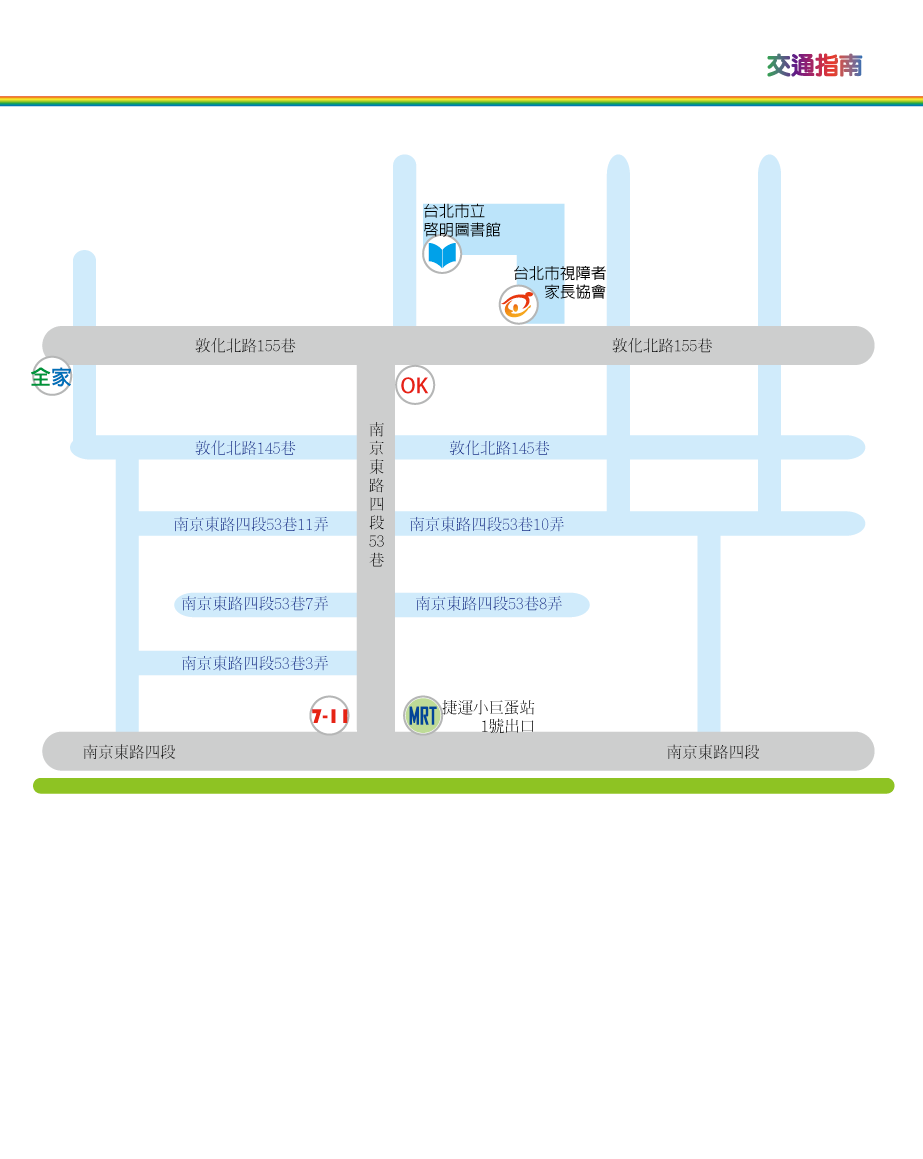 交通指南
台北市立
啓明圖書館
台北市視障者
家長協會
敦化北路155巷
敦化北路155巷
全家
OK
南京東路四段53巷
敦化北路145巷
敦化北路145巷
南京東路四段53巷11弄
南京東路四段53巷10弄
南京東路四段53巷7弄
南京東路四段53巷8弄
南京東路四段53巷3弄
7-11
MRT
捷運小巨蛋站
1號出口
南京東路四段
南京東路四段